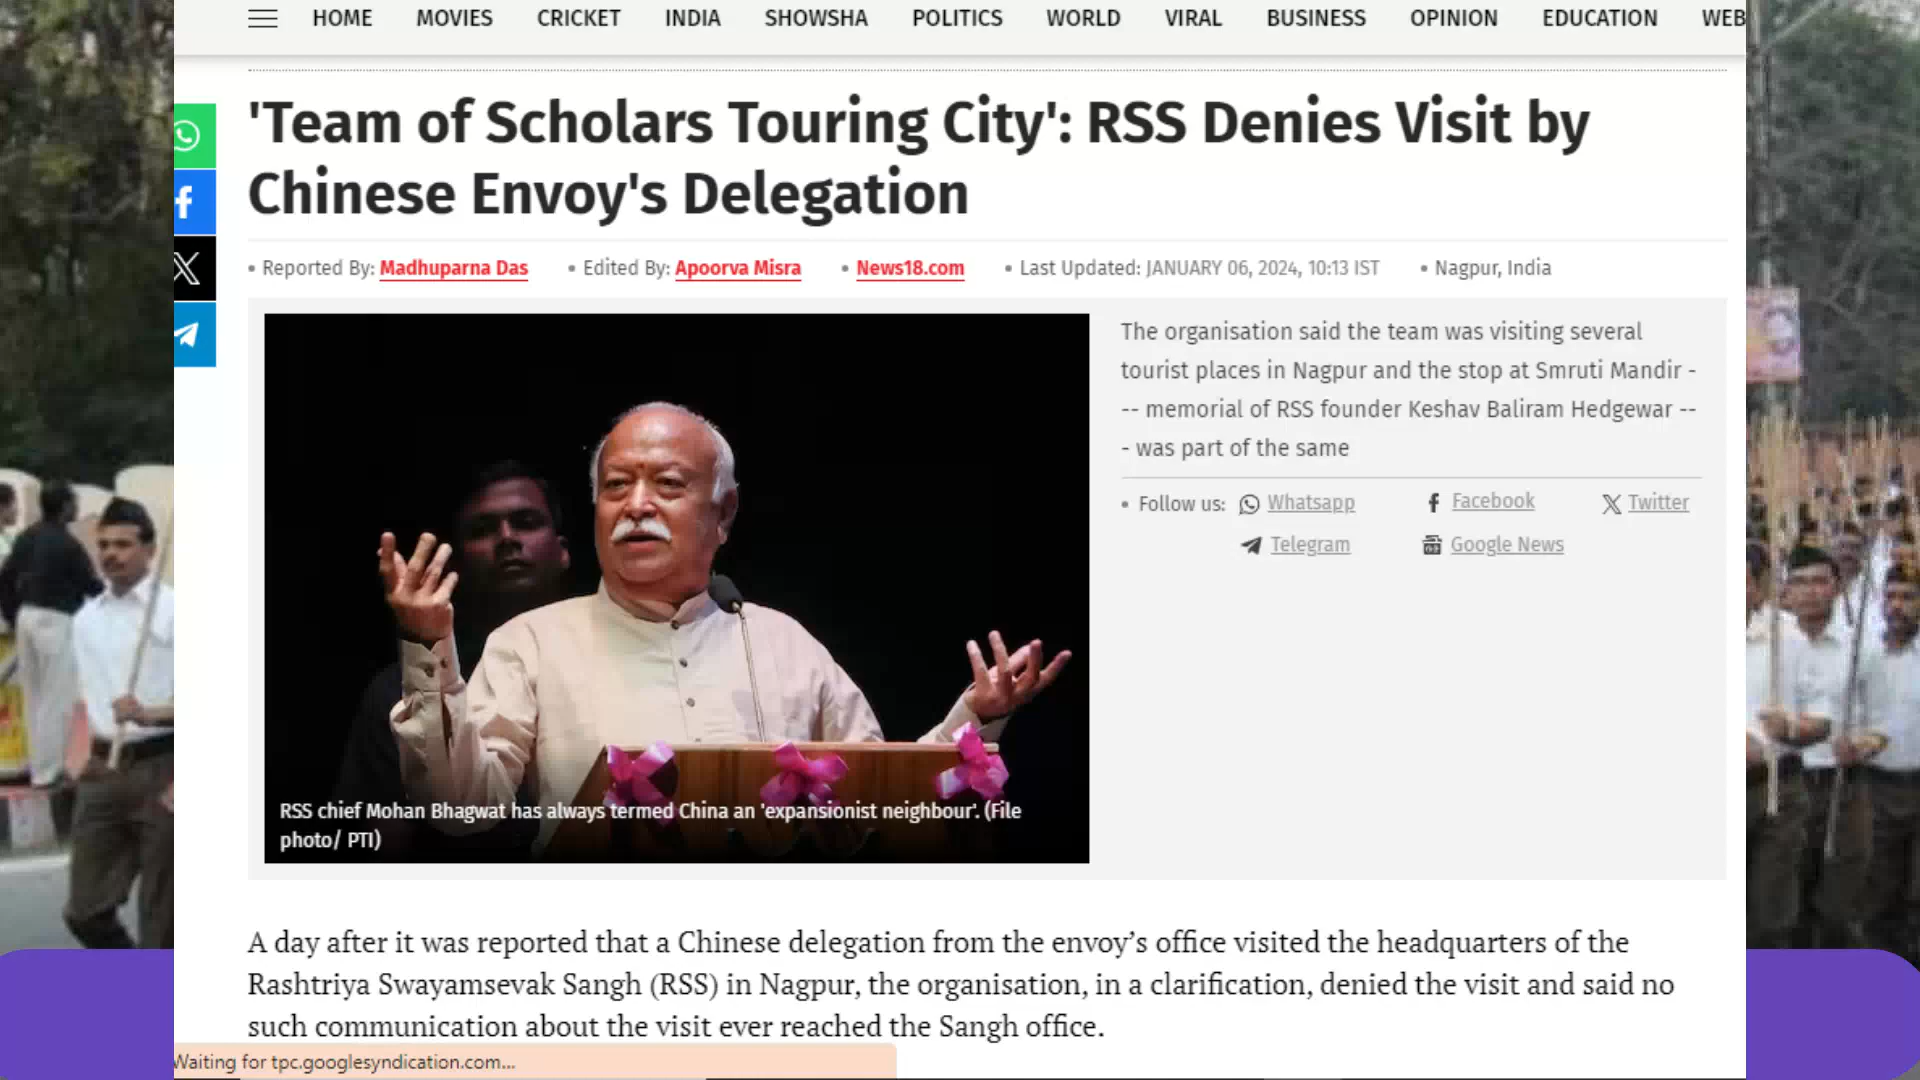 HOME MOVIES CRICKET INDIA SHOWSHA POLITICS WORLD VIRAL BUSINESS OPINION EDUCATION WEB
'Team of Scholars Touring City': RSS Denies Visit by
Chinese Envoy's Delegation
• Reported By: Madhuparna Das • Edited By: Apoorva Misra • News18.com • Last Updated: JANUARY 06, 2024, 10:13 IST • Nagpur, India
The organisation said the team was visiting several
tourist places in Nagpur and the stop at Smruti Mandir -
-- memorial of RSS founder Keshav Baliram Hedgewar --
- was part of the same
• Follow us: Whatsapp Facebook Twitter
Telegram Google News
RSS chief Mohan Bhagwat has always termed China an 'expansionist neighbour'. (File
photo/ PTI)
A day after it was reported that a Chinese delegation from the envoy’s office visited the headquarters of the
Rashtriya Swayamsevak Sangh (RSS) in Nagpur, the organisation, in a clarification, denied the visit and said no
such communication about the visit ever reached the Sangh office.
Waiting for tpc.googlesyndication.com...